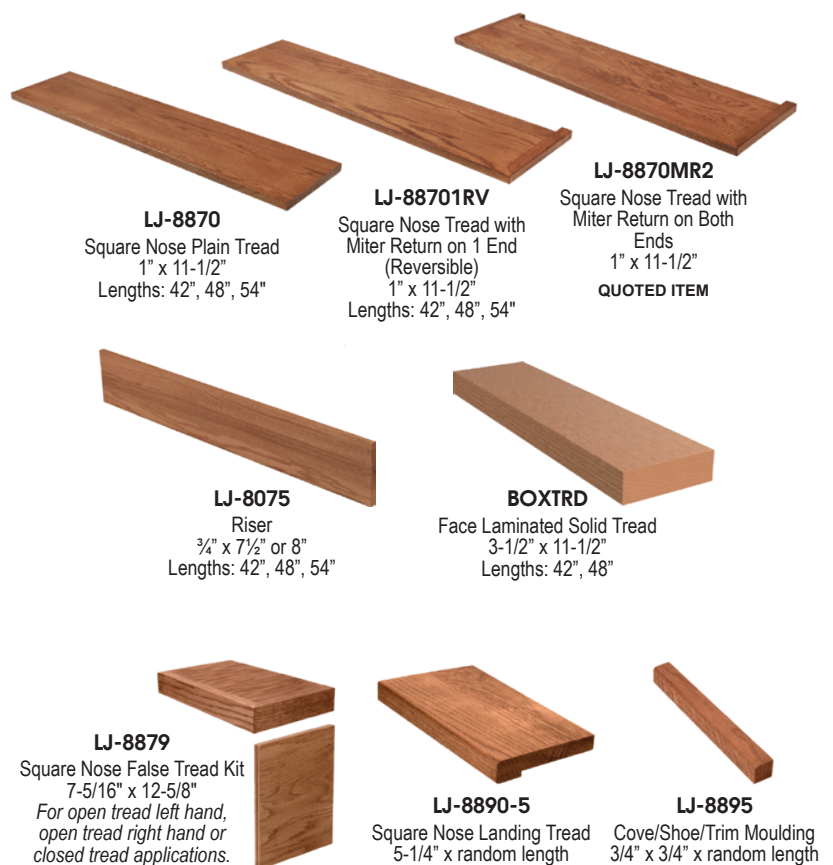 LJ-8870
Square Nose Plain Tread
1” x 11-1/2”
Lengths: 42”, 48”, 54"
LJ-88701RV
Square Nose Tread with
Miter Return on 1 End
(Reversible)
1” x 11-1/2”
Lengths: 42”, 48”, 54"
LJ-8870MR2
Square Nose Tread with
Miter Return on Both
Ends
1” x 11-1/2”
QUOTED ITEM
LJ-8075
Riser
¾” x 7½” or 8”
Lengths: 42”, 48”, 54”
BOXTRD
Face Laminated Solid Tread
3-1/2” x 11-1/2”
Lengths: 42”, 48”
LJ-8879
Square Nose False Tread Kit
7-5/16" x 12-5/8"
For open tread left hand,
open tread right hand or
closed tread applications.
LJ-8890-5
Square Nose Landing Tread
5-1/4” x random length
LJ-8895
Cove/Shoe/Trim Moulding
3/4” x 3/4” x random length